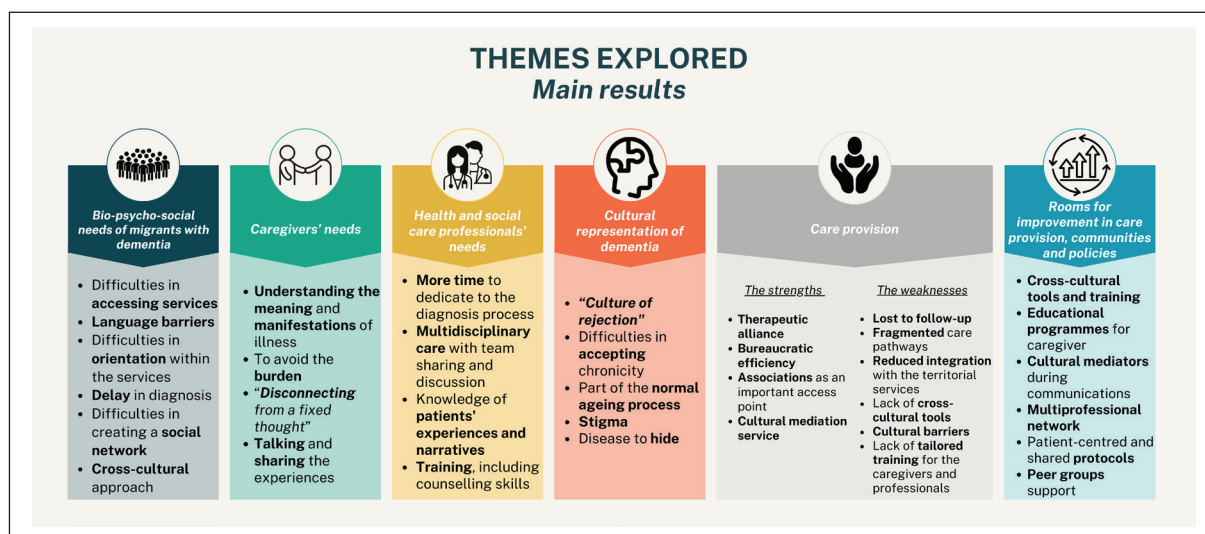 THEMES EXPLORED
Main results
Bio-psycho-social
needs of migrants with
dementia
• Difficulties in
accessing services
• Language barriers
• Difficulties in
orientation within
the services
• Delay in diagnosis
• Difficulties in
creating a social
network
• Cross-cultural
approach
Caregivers' needs
• Understanding the
meaning and
manifestations of
illness
• To avoid the
burden
• "Disconnecting
from a fixed
thought"
• Talking and
sharing the
experiences
Health and social
care professionals'
needs
• More time to
dedicate to the
diagnosis process
• Multidisciplinary
care with team
sharing and
discussion
• Knowledge of
patients'
experiences and
narratives
• Training, including
counselling skills
Cultural
representation of
dementia
• "Culture of
rejection"
• Difficulties in
accepting
chronicity
• Part of the normal
ageing process
• Stigma
• Disease to hide
Care provision
The strengths
• Therapeutic
alliance
• Bureaucratic
efficiency
• Associations as an
important access
point
• Cultural mediation
service
The weaknesses
• Lost to follow-up
• Fragmented care
pathways
• Reduced integration
with the territorial
services
• Lack of cross-
cultural tools
• Cultural barriers
• Lack of tailored
training for the
caregivers and
professionals
Rooms for
improvement in care
provision, communities
and policies
• Cross-cultural
tools and training
• Educational
programmes for
caregiver
• Cultural mediators
during
communications
• Multiprofessional
network
• Patient-centred and
shared protocols
• Peer groups
support